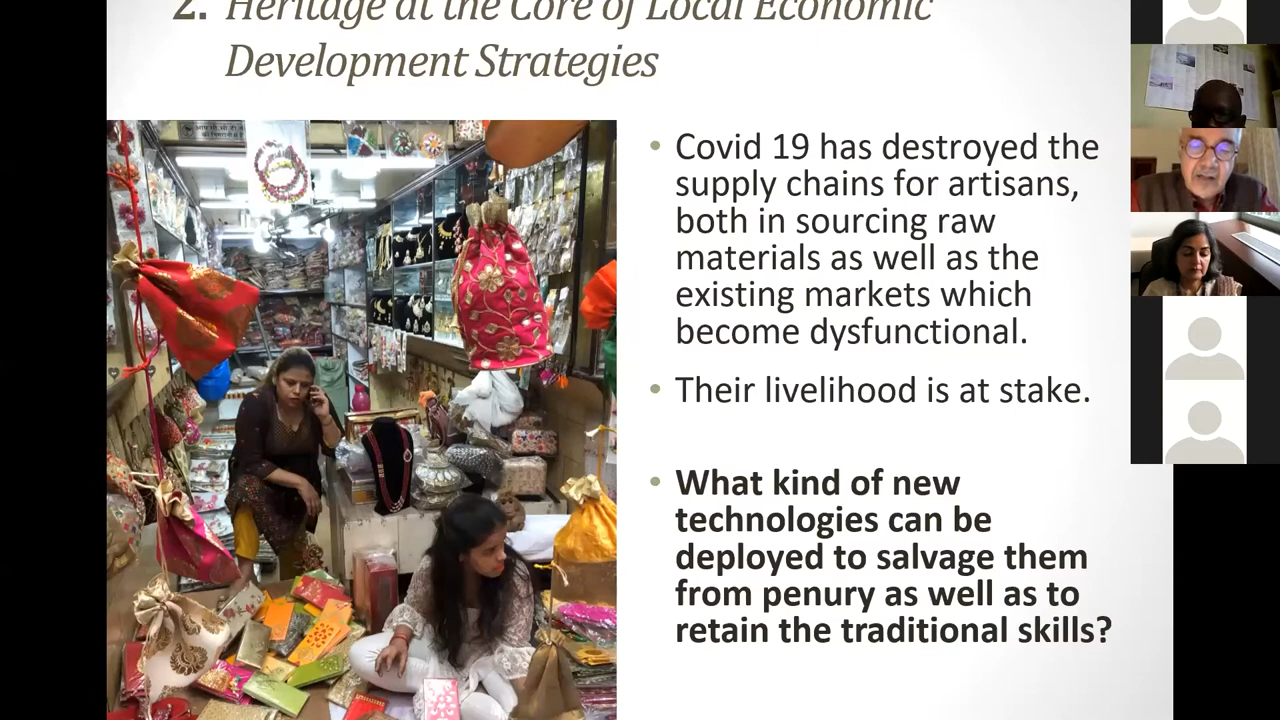 2. Heritage at the Core of Local Economic
Development Strategies
• Covid 19 has destroyed the
supply chains for artisans,
both in sourcing raw
materials as well as the
existing markets which
become dysfunctional.
• Their livelihood is at stake.
• What kind of new
technologies can be
deployed to salvage them
from penury as well as to
retain the traditional skills?